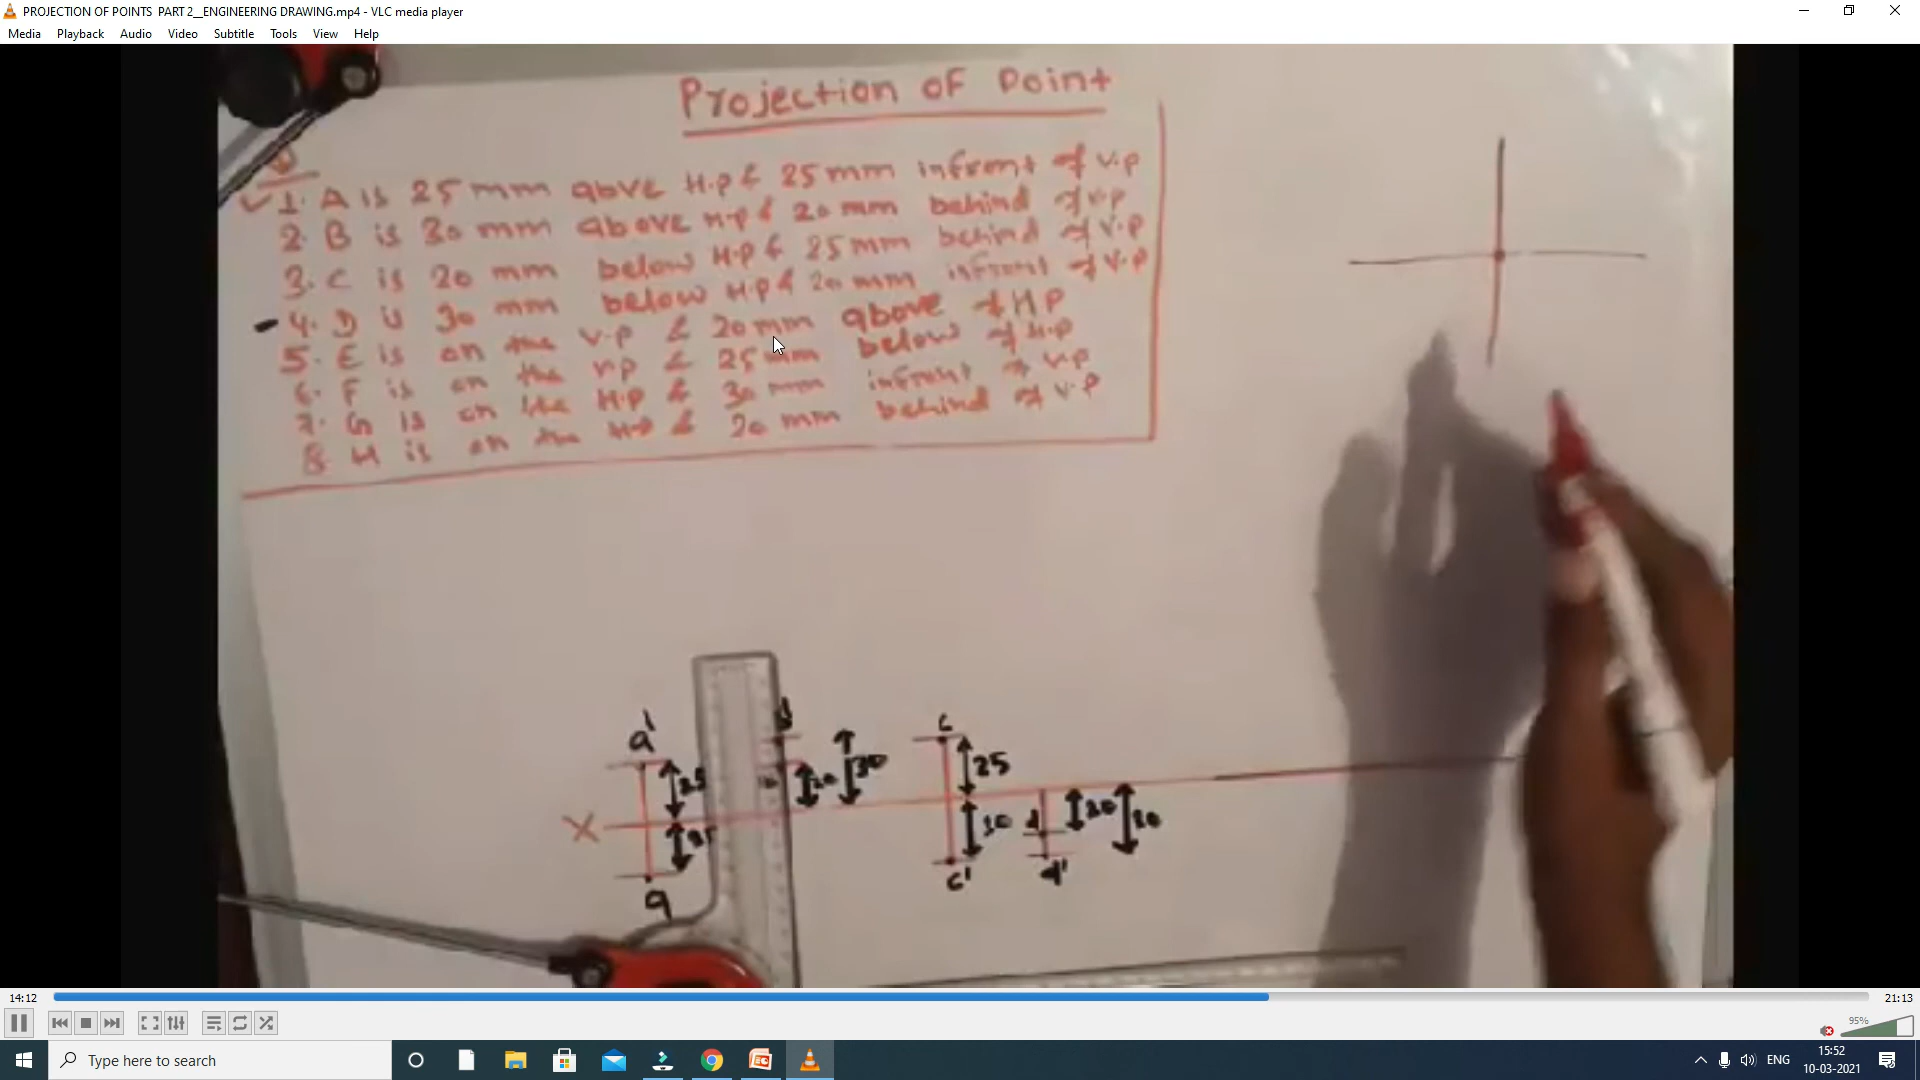 PROJECTION OF POINTS PART 2__ENGINEERING DRAWING.mp4 - VLC media player
Media Playback Audio Video Subtitle Tools View Help
Projection of Point
1. A is 25 mm above H.p & 25 mm infront of V.p
2. B is 30 mm above H.p & 20 mm behind of V.p
3. C is 20 mm below H.p & 25 mm behind of V.p
4. D is 30 mm below H.p & 20 mm infront of V.p
5. E is on the V.p & 20 mm above of H P
6. F is on the V.p & 25 mm below of H.p
7. G is on the H.p & 30 mm infront of V.p
8. H is on the H.p & 20 mm behind of V.p
a' c
25 20 30 25
X
30 d 20
c' d'
a
14:12 21:13
95%
Type here to search
ENG
15:52
10-03-2021